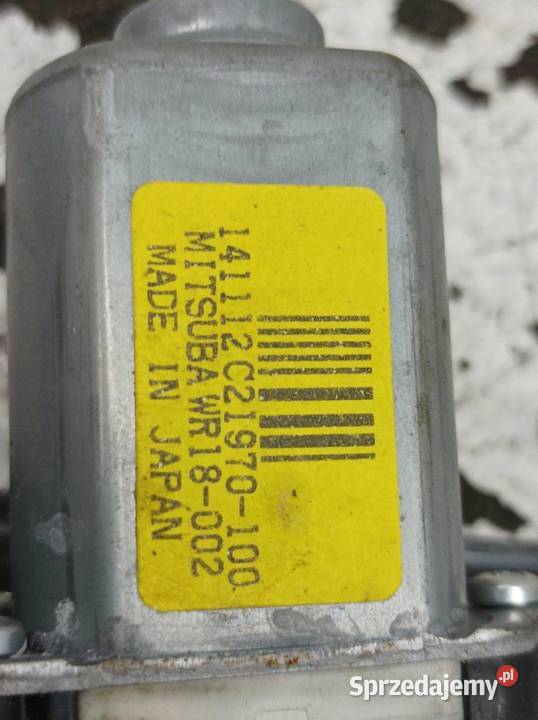 141112C21970-100
MITSUBA WR18-002
MADE IN JAPAN
Sprzedajemy.pl